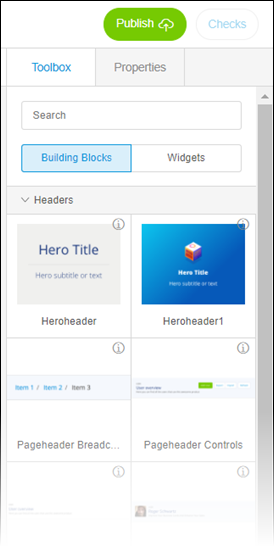 Publish
Checks
Toolbox
Properties
Search
Building Blocks
Widgets
Headers
Hero Title
Hero subtitle or text
Heroheader
Hero Title
Hero subtitle or text
Heroheader1
Item 1 / Item 2 / Item 3
Pageheader Breadc...
Pageheader Controls